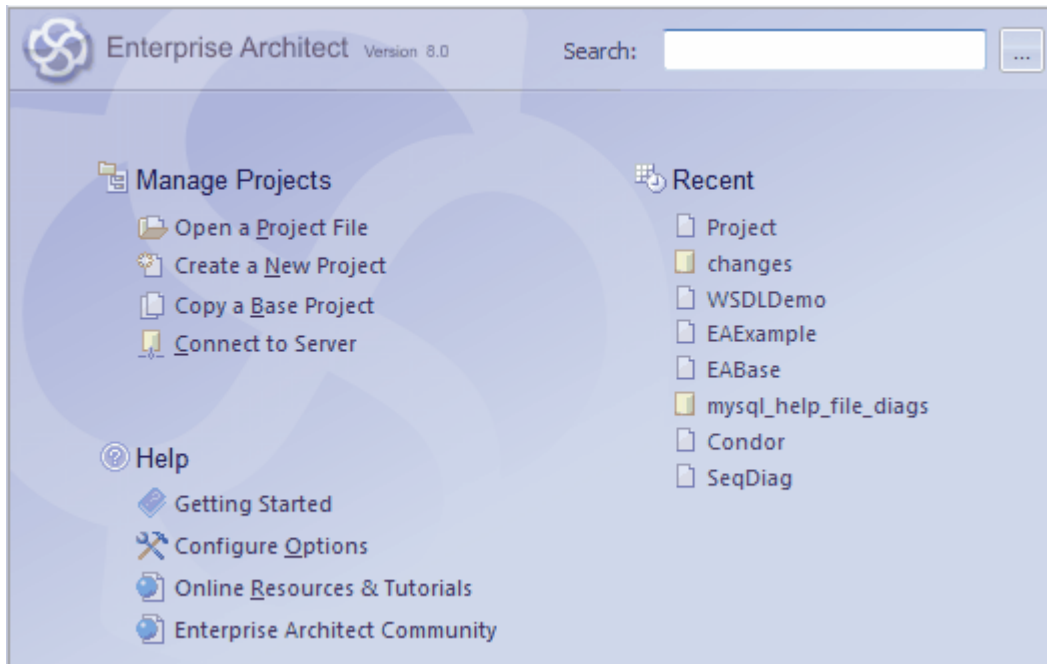 Enterprise Architect Version 8.0
Search:
...
Manage Projects
Open a Project File
Create a New Project
Copy a Base Project
Connect to Server
Help
Getting Started
Configure Options
Online Resources & Tutorials
Enterprise Architect Community
Recent
Project
changes
WSDLDemo
EAExample
EABase
mysql_help_file_diags
Condor
SeqDiag